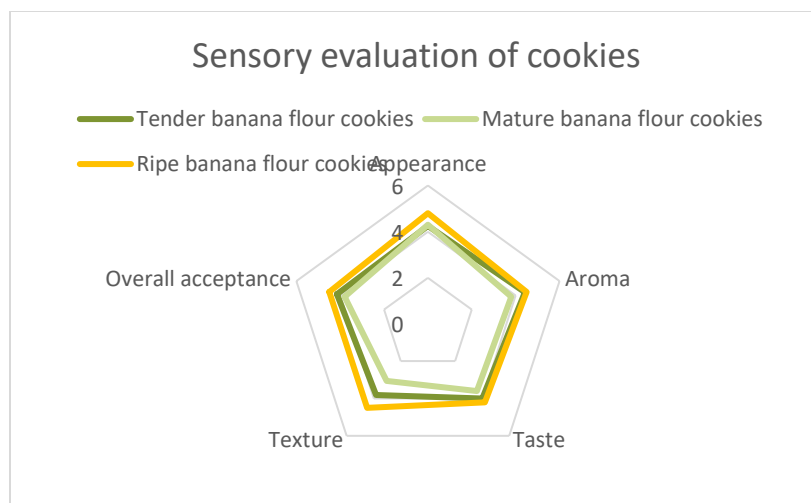 Sensory evaluation of cookies
Tender banana flour cookies
Mature banana flour cookies
Ripe banana flour cookies
Appearance
6
4
2
0
Overall acceptance
Aroma
Texture
Taste